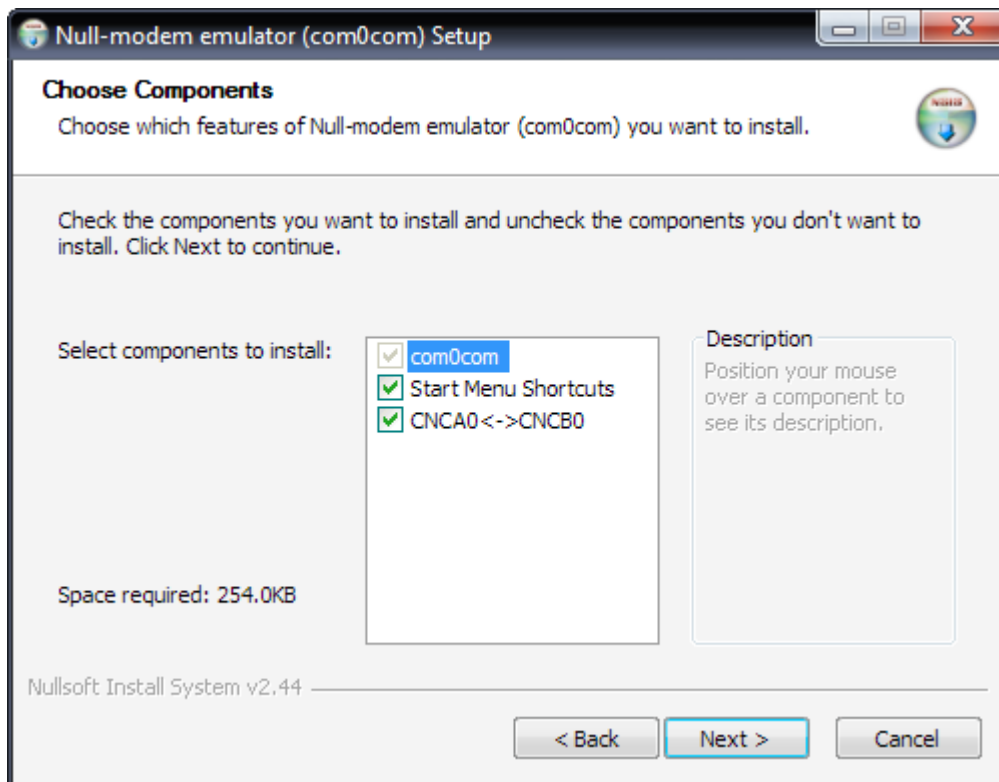 Null-modem emulator (com0com) Setup
Choose Components
Choose which features of Null-modem emulator (com0com) you want to install.
Check the components you want to install and uncheck the components you don't want to
install. Click Next to continue.
Select components to install:
com0com
Start Menu Shortcuts
CNCA0<->CNCB0
Description
Position your mouse
over a component to
see its description.
Space required: 254.0KB
Nullsoft Install System v2.44
< Back
Next >
Cancel